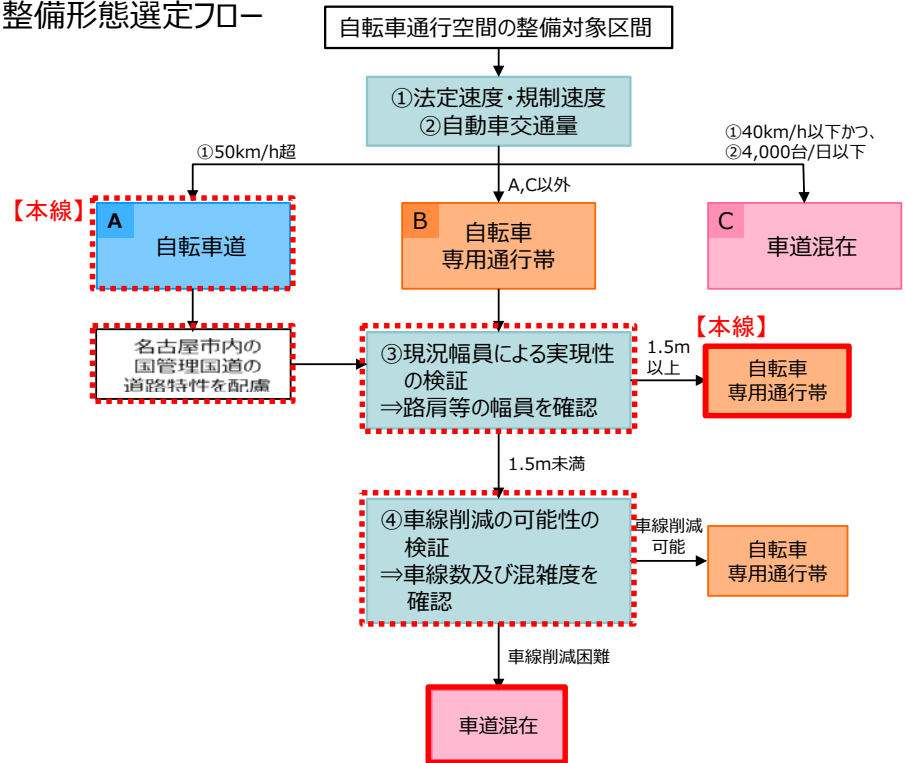 整備形態選定フロー
自転車通行空間の整備対象区間
①法定速度・規制速度
②自動車交通量
①50km/h超
A,C以外
①40km/h以下かつ、
②4,000台/日以下
【本線】
A
自転車道
B
自転車
専用通行帯
C
車道混在
名古屋市内の
国管理国道の
道路特性を配慮
③現況幅員による実現性
の検証
⇒路肩等の幅員を確認
1.5m
以上
【本線】
自転車
専用通行帯
1.5m未満
④車線削減の可能性の
検証
⇒車線数及び混雑度を
確認
車線削減
可能
自転車
専用通行帯
車線削減困難
車道混在